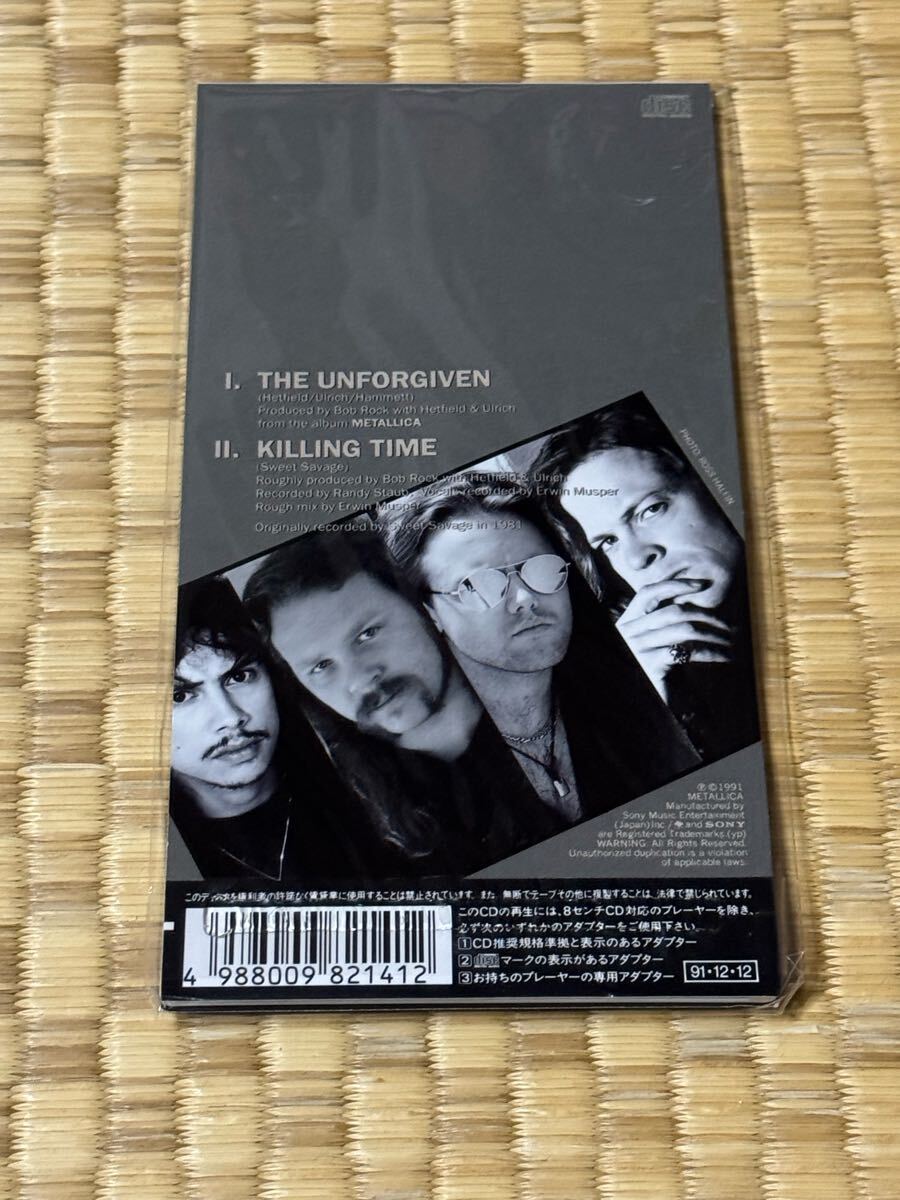 COMPACT
disc
DIGITAL AUDIO
I. THE UNFORGIVEN
(Hetfield/Ulrich/Hammett)
Produced by Bob Rock with Hetfield & Ulrich
from the album METALLICA
II. KILLING TIME
(Sweet Savage)
Roughly produced by Bob Rock with Hetfield & Ulrich
Recorded by Randy Staub, Vocals recorded by Erwin Musper
Rough mix by Erwin Musper
Originally recorded by Sweet Savage in 1981
PHOTO: ROSS HALFIN
Ⓟ©1991
METALLICA
Manufactured by
Sony Music Entertainment
(Japan) Inc./ and SONY
are Registered Trademarks.(yp)
WARNING: All Rights Reserved.
Unauthorized duplication is a violation
of applicable laws.
このディスクを権利者の許諾なく賃貸業に使用することは禁止されています。また、無断でテープその他に複製することは、法律で禁じられています。
このCDの再生には、8センチCD対応のプレーヤーを除き、
必ず次のいずれかのアダプターをご使用下さい。
1 CD推奨規格準拠と表示のあるアダプター
2 disc マークの表示があるアダプター
3 お持ちのプレーヤーの専用アダプター
91・12・12
4 988009 821412